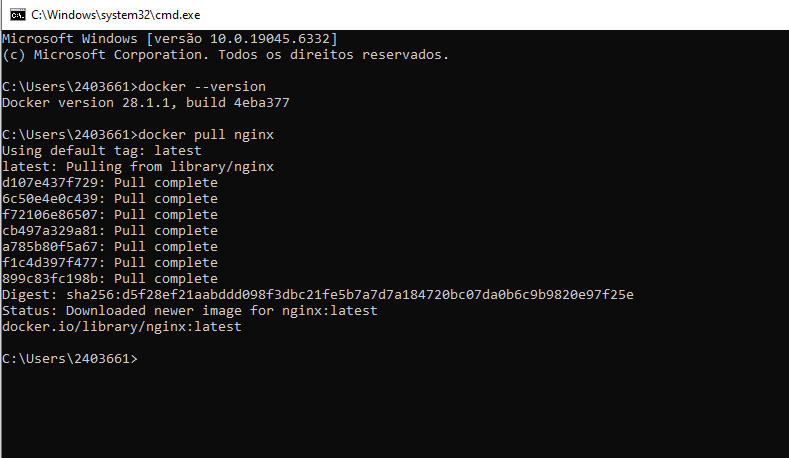 C:\Windows\system32\cmd.exe
Microsoft Windows [versão 10.0.19045.6332]
(c) Microsoft Corporation. Todos os direitos reservados.
C:\Users\2403661>docker --version
Docker version 28.1.1, build 4eba377
C:\Users\2403661>docker pull nginx
Using default tag: latest
latest: Pulling from library/nginx
d107e437f729: Pull complete
6c50e4e0c439: Pull complete
f72106e86507: Pull complete
cb497a329a81: Pull complete
a785b80f5a67: Pull complete
f1c4d397f477: Pull complete
899c83fc198b: Pull complete
Digest: sha256:d5f28ef21aabddd098f3dbc21fe5b7a7d7a184720bc07da0b6c9b9820e97f25e
Status: Downloaded newer image for nginx:latest
docker.io/library/nginx:latest
C:\Users\2403661>